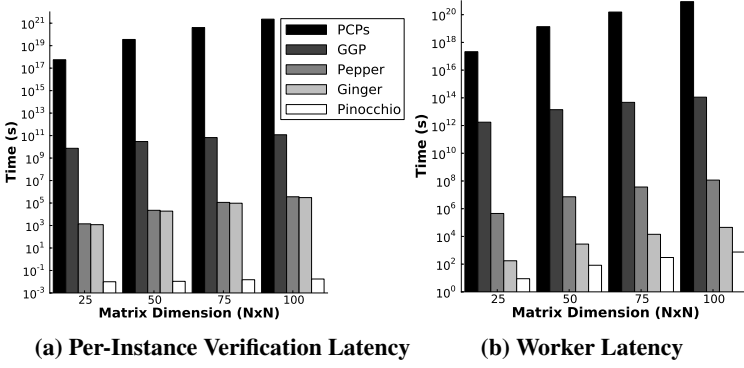 10^21
10^19
10^17
10^15
10^13
10^11
10^9
10^7
10^5
10^3
10^1
10^-1
10^-3
Time (s)
25 50 75 100
Matrix Dimension (NxN)
PCPs
GGP
Pepper
Ginger
Pinocchio
(a) Per-Instance Verification Latency
10^20
10^18
10^16
10^14
10^12
10^10
10^8
10^6
10^4
10^2
10^0
Time (s)
25 50 75 100
Matrix Dimension (NxN)
(b) Worker Latency